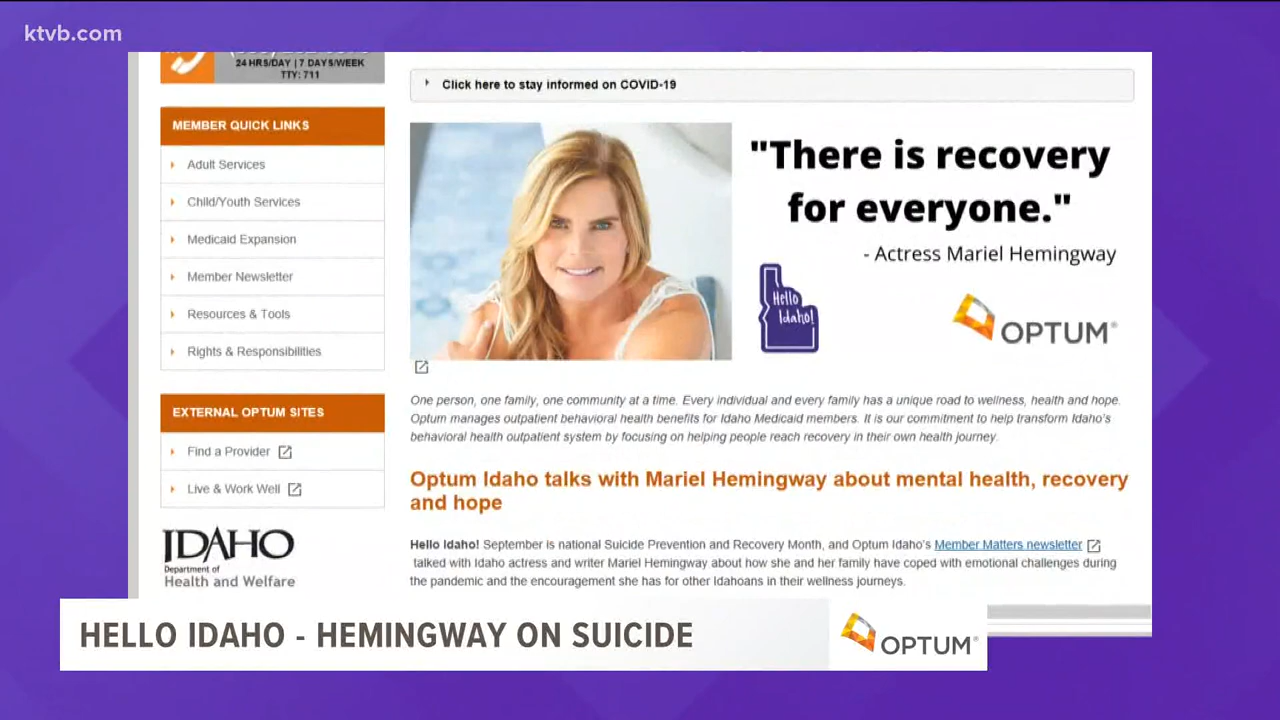 ktvb.com
24 HRS/DAY | 7 DAYS/WEEK
TTY: 711
MEMBER QUICK LINKS
Adult Services
Child/Youth Services
Medicaid Expansion
Member Newsletter
Resources & Tools
Rights & Responsibilities
EXTERNAL OPTUM SITES
Find a Provider
Live & Work Well
IDAHO
Department of
Health and Welfare
Click here to stay informed on COVID-19
"There is recovery
for everyone."
- Actress Mariel Hemingway
Hello
Idaho!
OPTUM®
One person, one family, one community at a time. Every individual and every family has a unique road to wellness, health and hope.
Optum manages outpatient behavioral health benefits for Idaho Medicaid members. It is our commitment to help transform Idaho's
behavioral health outpatient system by focusing on helping people reach recovery in their own health journey.
Optum Idaho talks with Mariel Hemingway about mental health, recovery
and hope
Hello Idaho! September is national Suicide Prevention and Recovery Month, and Optum Idaho's Member Matters newsletter
talked with Idaho actress and writer Mariel Hemingway about how she and her family have coped with emotional challenges during
the pandemic and the encouragement she has for other Idahoans in their wellness journeys.
HELLO IDAHO - HEMINGWAY ON SUICIDE
OPTUM®